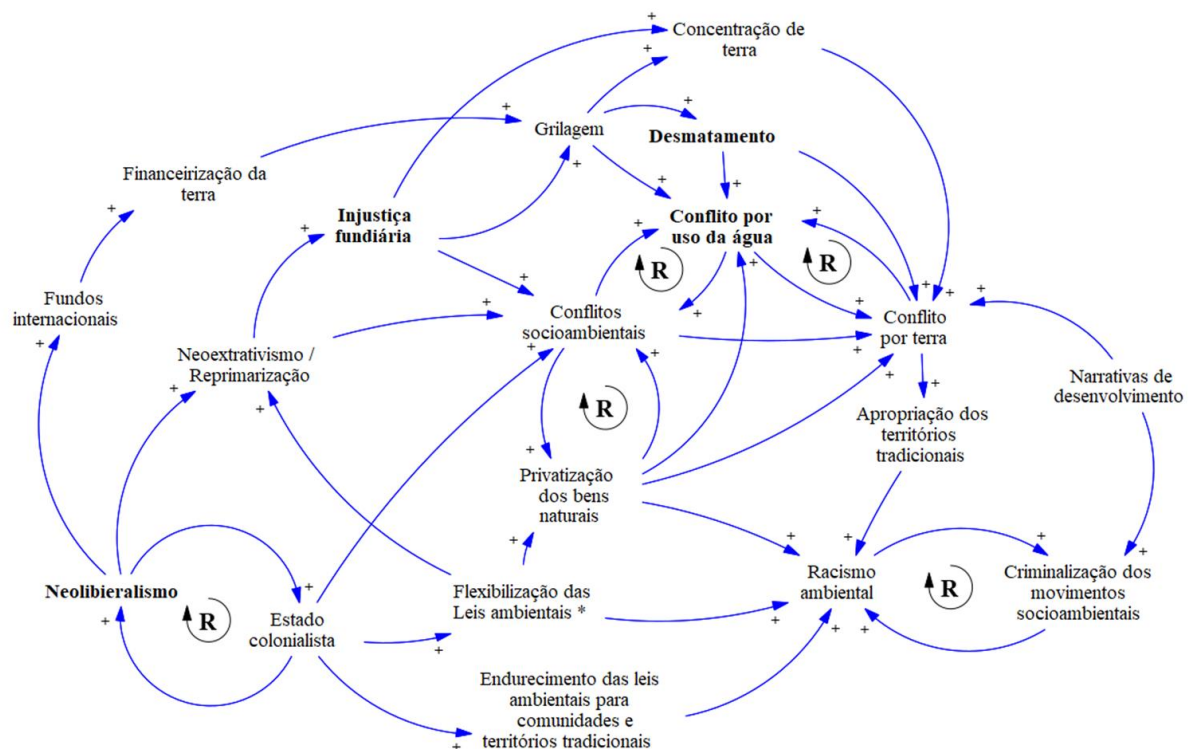 Concentração de
terra
Grilagem
Desmatamento
Financeirização da
terra
Injustiça
fundiária
Conflito por
uso da água
R
R
Fundos
internacionais
Conflitos
socioambientais
Conflito
por terra
Neoextrativismo /
Reprimarização
Narrativas de
desenvolvimento
R
Apropriação dos
territórios
tradicionais
Privatização
dos bens
naturais
Neolibieralismo
R
Estado
colonialista
Flexibilização das
Leis ambientais *
Racismo
ambiental
R
Criminalização dos
movimentos
socioambientais
Endurecimento das leis
ambientais para
comunidades e
territórios tradicionais